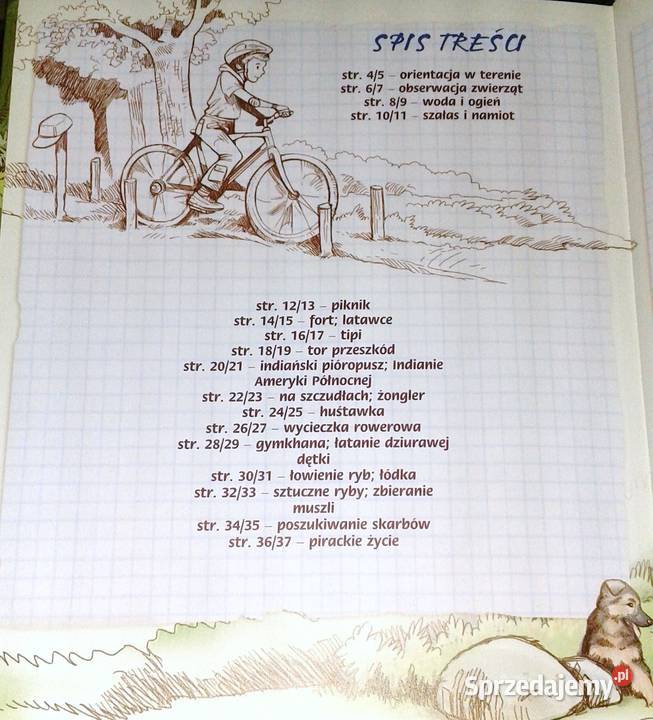 SPIS TREŚCI
str. 4/5 – orientacja w terenie
str. 6/7 – obserwacja zwierząt
str. 8/9 – woda i ogień
str. 10/11 – szałas i namiot
str. 12/13 – piknik
str. 14/15 – fort; latawce
str. 16/17 – tipi
str. 18/19 – tor przeszkód
str. 20/21 – indiański pióropusz; Indianie
Ameryki Północnej
str. 22/23 – na szczudłach; żongler
str. 24/25 – huśtawka
str. 26/27 – wycieczka rowerowa
str. 28/29 – gymkhana; łatanie dziurawej
dętki
str. 30/31 – łowienie ryb; łódka
str. 32/33 – sztuczne ryby; zbieranie
muszli
str. 34/35 – poszukiwanie skarbów
str. 36/37 – pirackie życie
Sprzedajemy.pl